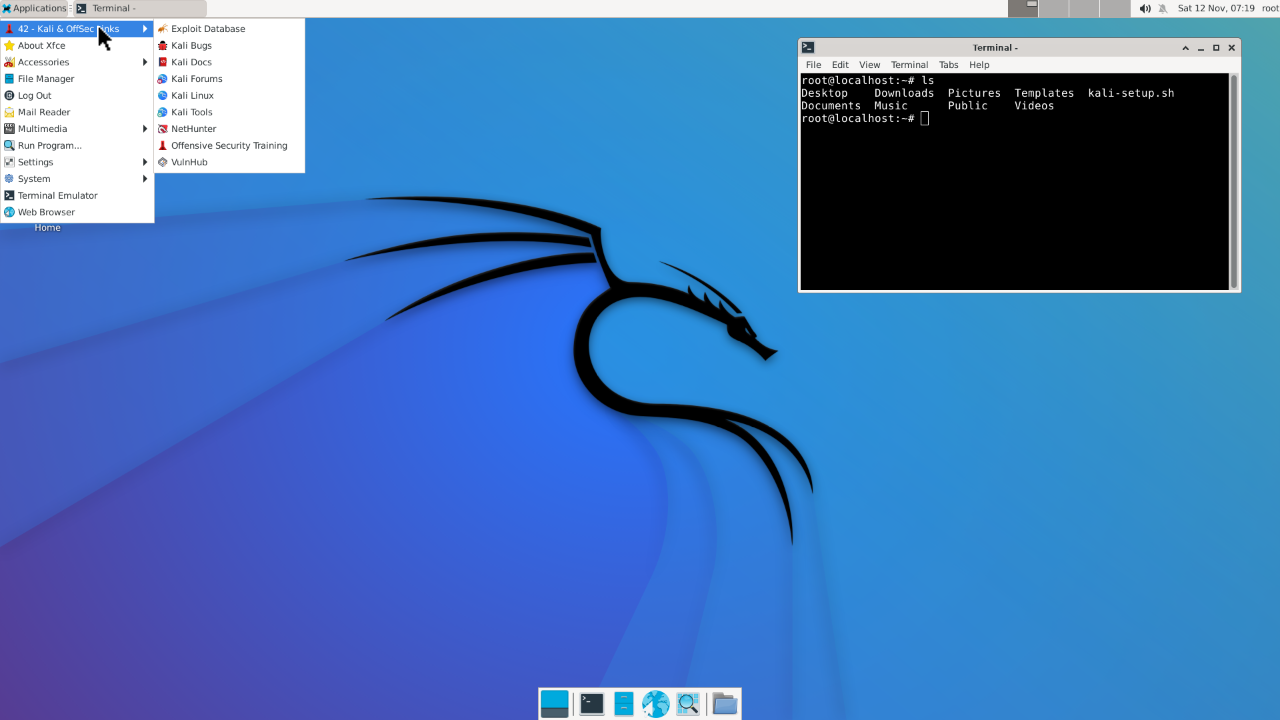 Applications
Terminal -
Sat 12 Nov, 07:19
root
42 - Kali & OffSec Links
About Xfce
Accessories
File Manager
Log Out
Mail Reader
Multimedia
Run Program...
Settings
System
Terminal Emulator
Web Browser
Exploit Database
Kali Bugs
Kali Docs
Kali Forums
Kali Linux
Kali Tools
NetHunter
Offensive Security Training
VulnHub
Home
Terminal -
File Edit View Terminal Tabs Help
root@localhost:~# ls
Desktop Downloads Pictures Templates kali-setup.sh
Documents Music Public Videos
root@localhost:~#